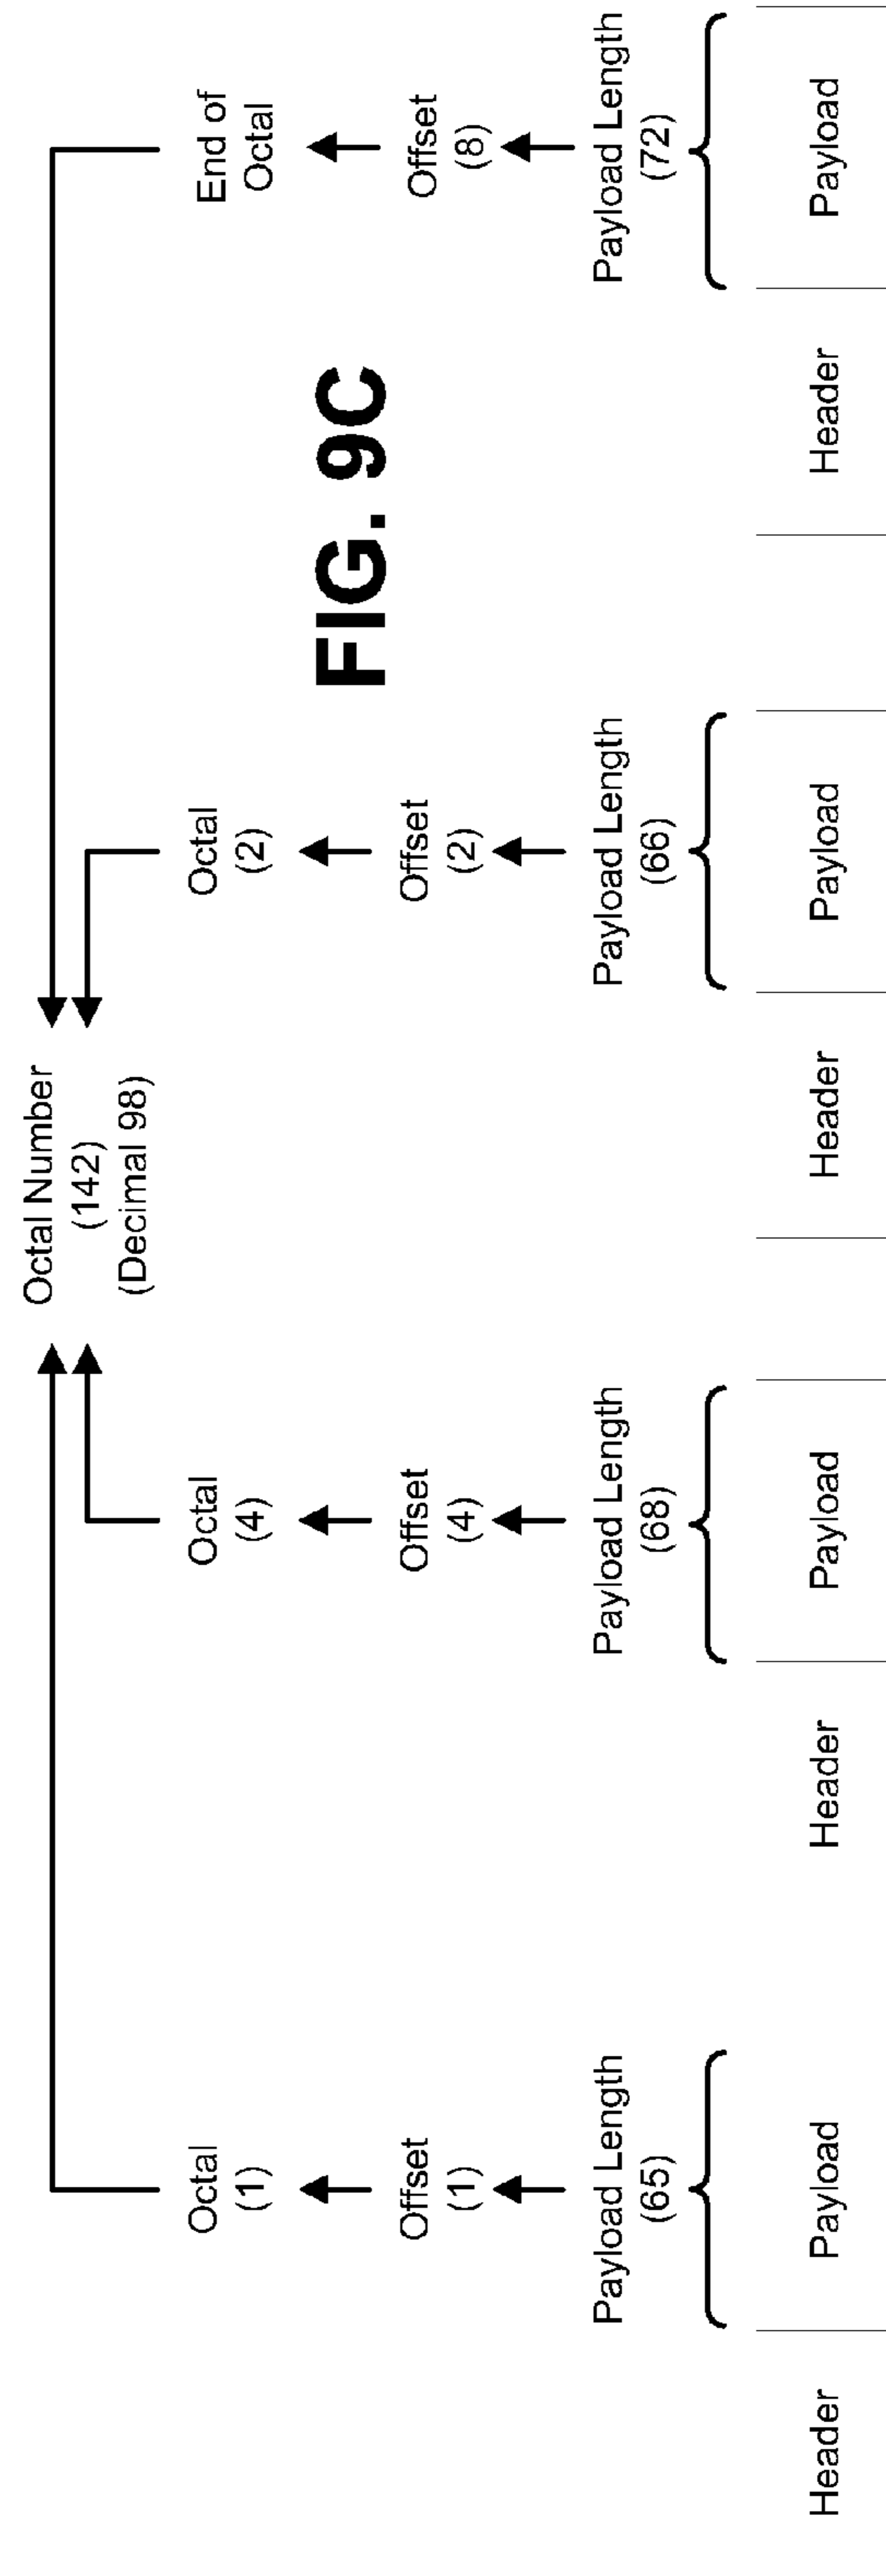 Octal Number
(142)
(Decimal 98)
Octal
(1)
Octal
(4)
Octal
(2)
End of
Octal
Offset
(1)
Offset
(4)
Offset
(2)
Offset
(8)
FIG. 9C
Payload Length
(65)
Payload Length
(68)
Payload Length
(66)
Payload Length
(72)
Header
Payload
Header
Payload
Header
Payload
Header
Payload